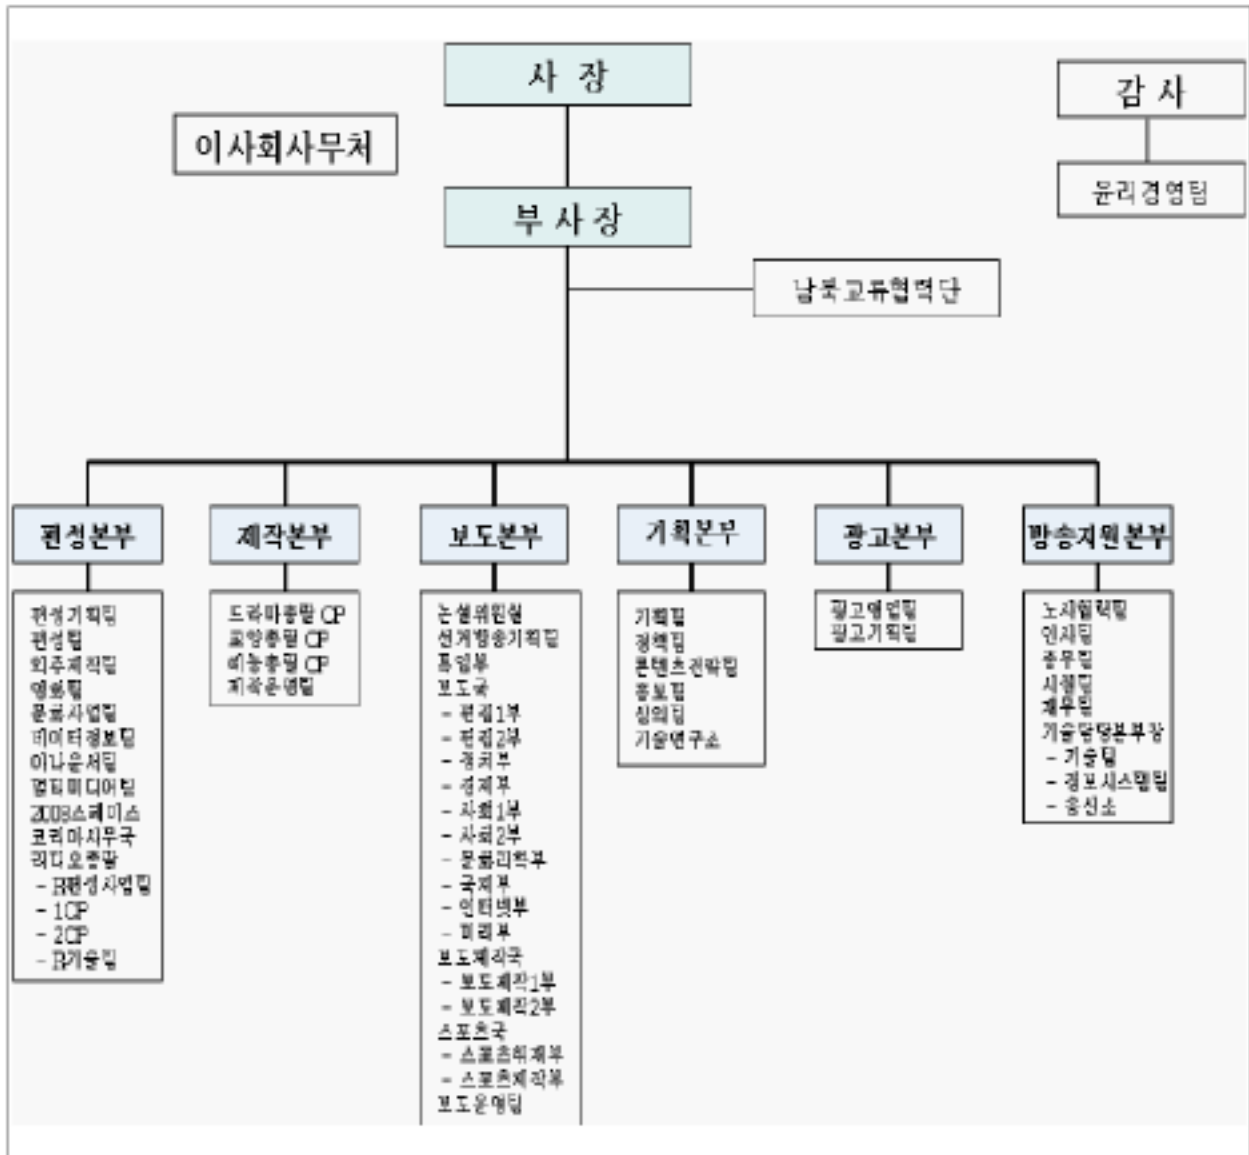 사 장
감 사
이사회사무처
윤리경영팀
부 사 장
남북교류협력단
편성본부
제작본부
보도본부
기획본부
광고본부
방송지원본부
편성기획팀
편성팀
외주제작팀
영화팀
문화사업팀
데이터정보팀
아나운서팀
멀티미디어팀
2008스페이스
코리아사무국
라디오총괄
- R편성사업팀
- 1CP
- 2CP
- R기술팀
드라마총괄 CP
교양총괄 CP
예능총괄 CP
제작운영팀
논설위원실
선거방송기획팀
특임부
보도국
- 편집1부
- 편집2부
- 정치부
- 경제부
- 사회1부
- 사회2부
- 문화과학부
- 국제부
- 인터넷부
- 미래부
보도제작국
- 보도제작1부
- 보도제작2부
스포츠국
- 스포츠취재부
- 스포츠제작부
보도운영팀
기획팀
정책팀
콘텐츠전략팀
홍보팀
심의팀
기술연구소
광고영업팀
광고기획팀
노사협력팀
인사팀
총무팀
시설팀
재무팀
기술담당본부장
- 기술팀
- 정보시스템팀
- 송신소